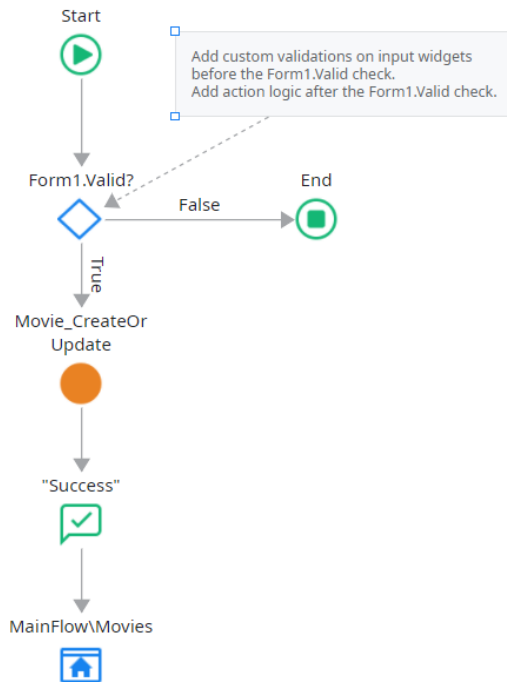 Start
Add custom validations on input widgets
before the Form1.Valid check.
Add action logic after the Form1.Valid check.
Form1.Valid?
End
False
True
Movie_CreateOr
Update
"Success"
MainFlow\Movies